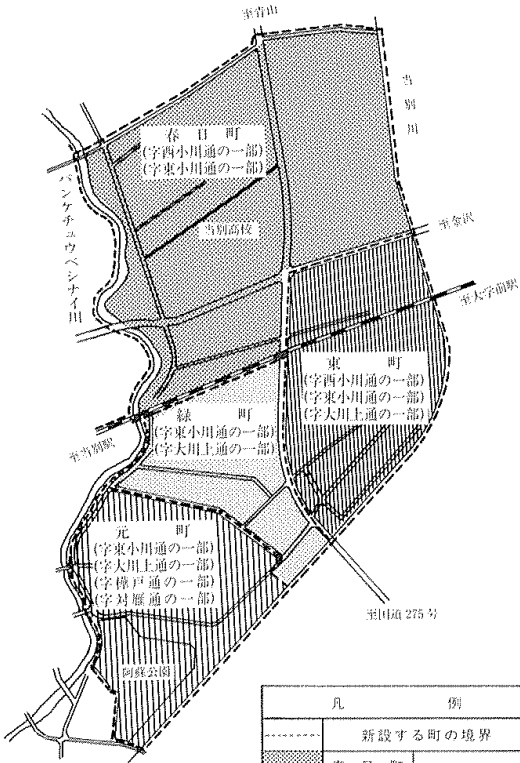 至青山
当別川
春日町
(字西小川通の一部)
(字東小川通の一部)
パンケチュウベシナイ川
当別高校
至金沢
至大学前駅
東町
(字西小川通の一部)
(字東小川通の一部)
(字大川上通の一部)
緑町
(字東小川通の一部)
(字大川上通の一部)
至当別駅
元町
(字東小川通の一部)
(字大川上通の一部)
(字樺戸通の一部)
(字対雁通の一部)
至国道275号
阿蘇公園
凡例
新設する町の境界
春日町